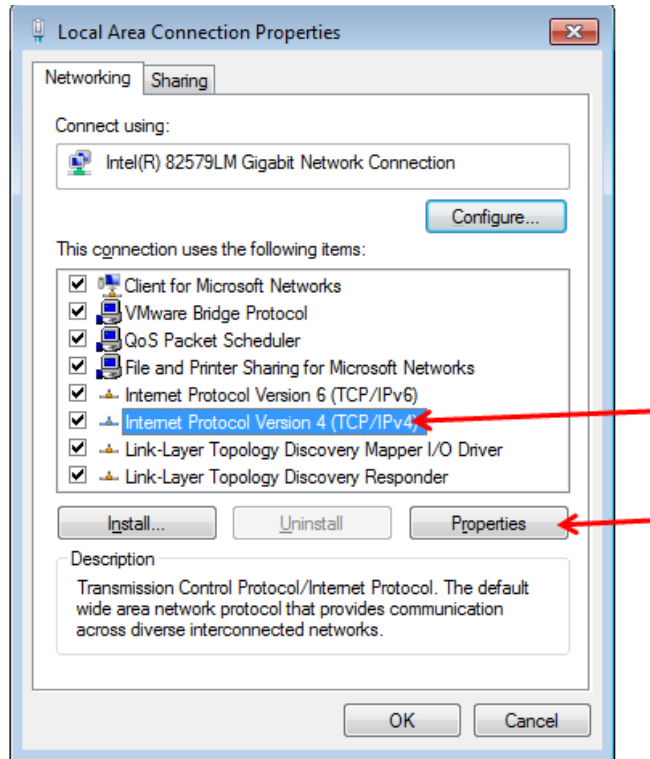 Local Area Connection Properties
Networking
Sharing
Connect using:
Intel(R) 82579LM Gigabit Network Connection
Configure...
This connection uses the following items:
Client for Microsoft Networks
VMware Bridge Protocol
QoS Packet Scheduler
File and Printer Sharing for Microsoft Networks
Internet Protocol Version 6 (TCP/IPv6)
Internet Protocol Version 4 (TCP/IPv4)
Link-Layer Topology Discovery Mapper I/O Driver
Link-Layer Topology Discovery Responder
Install...
Uninstall
Properties
Description
Transmission Control Protocol/Internet Protocol. The default
wide area network protocol that provides communication
across diverse interconnected networks.
OK
Cancel